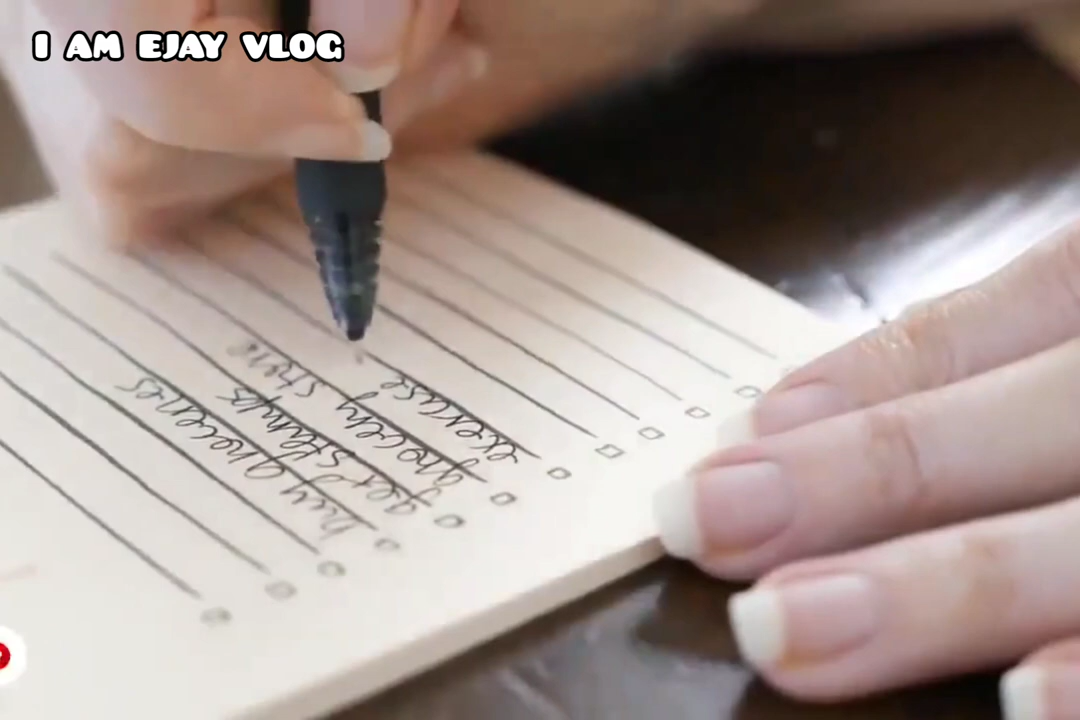 I AM EJAY VLOG
exercise
grocery store
get stamps
buy groceries